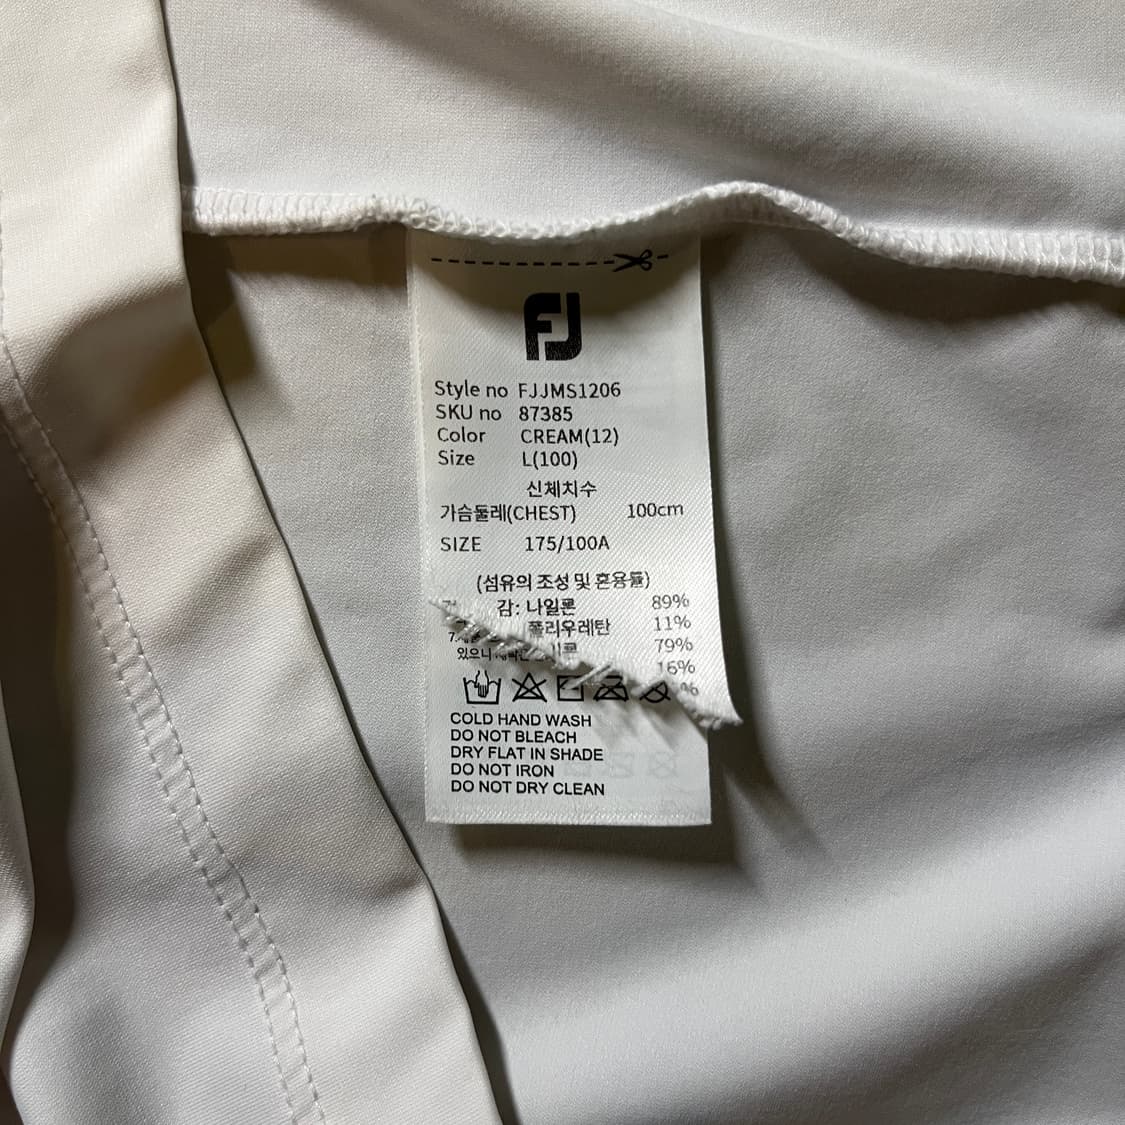 FJ
Style no FJJMS1206
SKU no 87385
Color CREAM(12)
Size L(100)
신체치수
가슴둘레(CHEST) 100cm
SIZE 175/100A
(섬유의 조성 및 혼용률)
감: 나일론 89%
폴리우레탄 11%
79%
16%
%
있으니
COLD HAND WASH
DO NOT BLEACH
DRY FLAT IN SHADE
DO NOT IRON
DO NOT DRY CLEAN